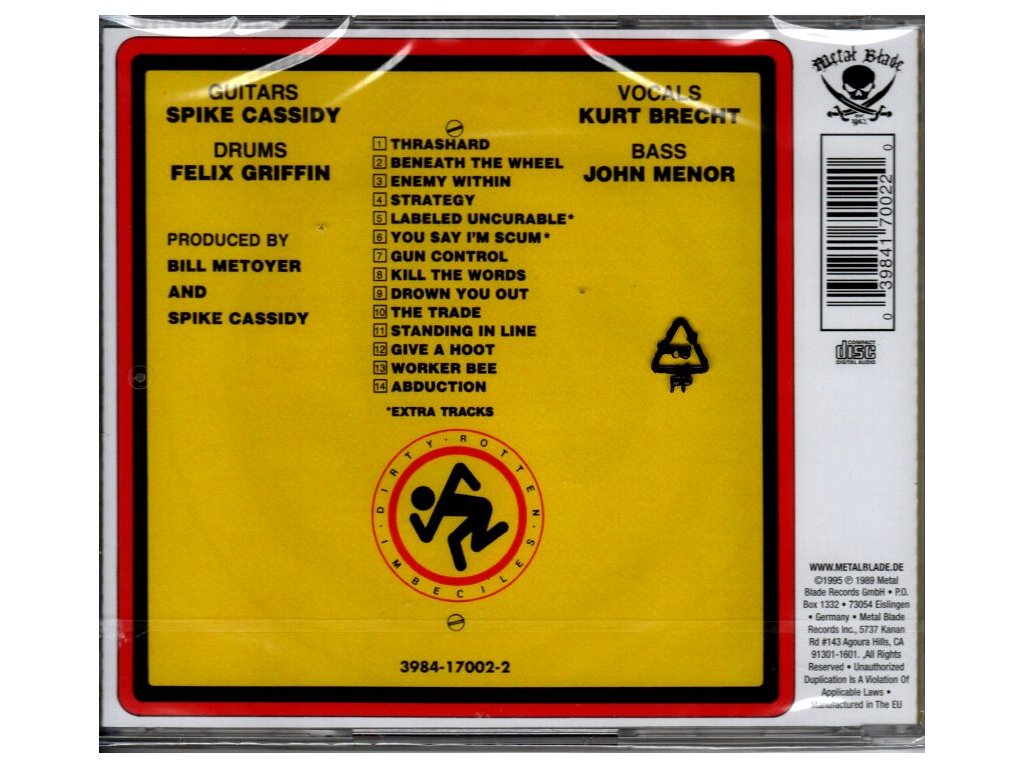 GUITARS
SPIKE CASSIDY
DRUMS
FELIX GRIFFIN
PRODUCED BY
BILL METOYER
AND
SPIKE CASSIDY
1 THRASHARD
2 BENEATH THE WHEEL
3 ENEMY WITHIN
4 STRATEGY
5 LABELED UNCURABLE*
6 YOU SAY I'M SCUM*
7 GUN CONTROL
8 KILL THE WORDS
9 DROWN YOU OUT
10 THE TRADE
11 STANDING IN LINE
12 GIVE A HOOT
13 WORKER BEE
14 ABDUCTION
*EXTRA TRACKS
DIRTY · ROTTEN · IMBECILES ·
3984-17002-2
VOCALS
KURT BRECHT
BASS
JOHN MENOR
PP
Metal Blade
0 39841 70022 0
COMPACT
disc
DIGITAL AUDIO
WWW.METALBLADE.DE
©1995 ℗ 1989 Metal
Blade Records GmbH • P.O.
Box 1332 • 73054 Eislingen
• Germany • Metal Blade
Records Inc., 5737 Kanan
Rd #143 Agoura Hills, CA
91301-1601. ,All Rights
Reserved • Unauthorized
Duplication Is A Violation Of
Applicable Laws •
Manufactured in The EU